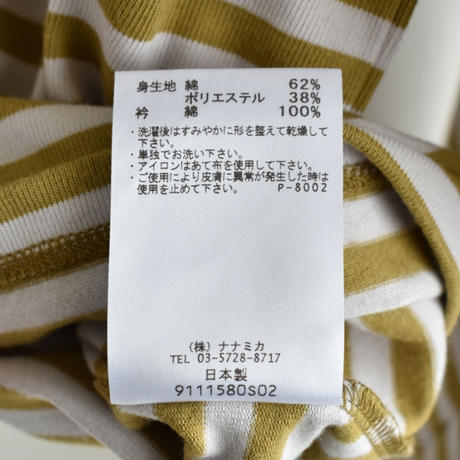 身生地 綿 62%
ポリエステル 38%
衿 綿 100%
・洗濯後はすみやかに形を整えて乾燥して
下さい。
・単独でお洗い下さい。
・アイロンはあて布を使用して下さい。
・ご使用により皮膚に異常が発生した時は
使用を止めて下さい。 P-8002
(株) ナナミカ
TEL 03-5728-8717
日本製
9111580S02